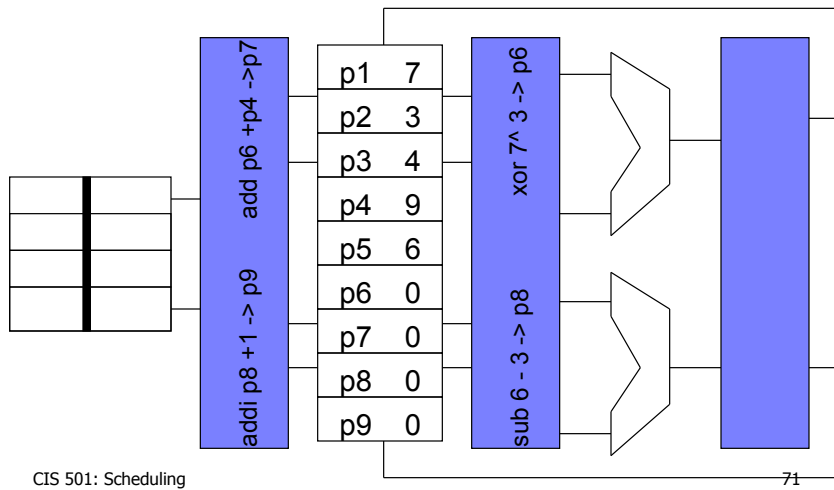 add p6 +p4 ->p7
addi p8 +1 -> p9
p1 7
p2 3
p3 4
p4 9
p5 6
p6 0
p7 0
p8 0
p9 0
xor 7^ 3 -> p6
sub 6 - 3 -> p8
CIS 501: Scheduling
71